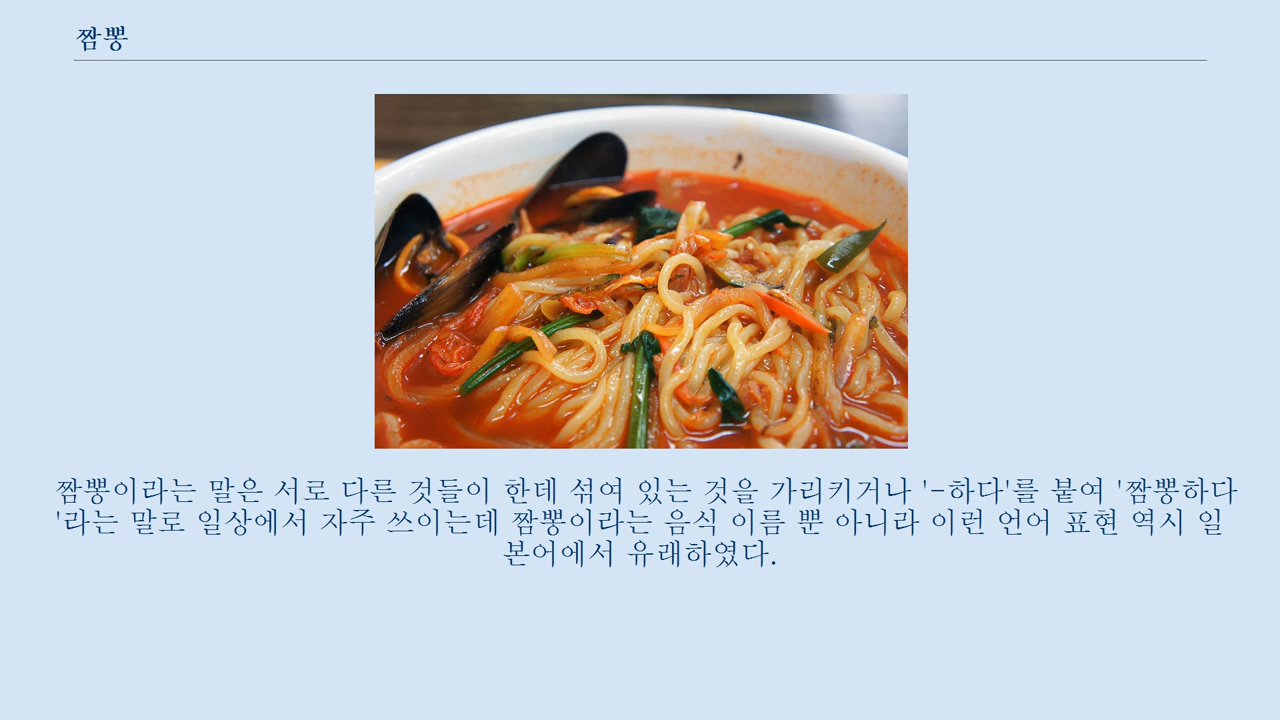 짬뽕
짬뽕이라는 말은 서로 다른 것들이 한데 섞여 있는 것을 가리키거나 '-하다'를 붙여 '짬뽕하다
'라는 말로 일상에서 자주 쓰이는데 짬뽕이라는 음식 이름 뿐 아니라 이런 언어 표현 역시 일
본어에서 유래하였다.